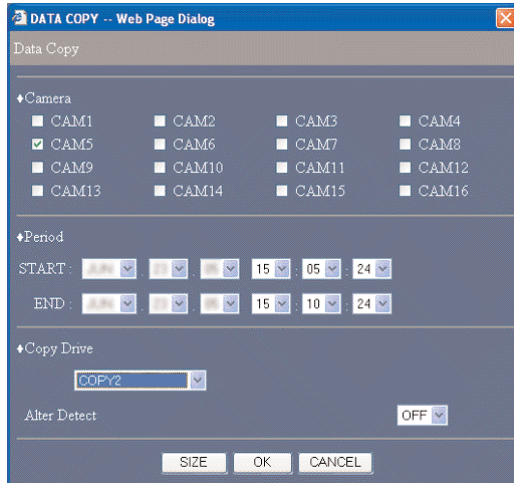 DATA COPY -- Web Page Dialog
Data Copy
♦Camera
CAM1 CAM2 CAM3 CAM4
CAM5 CAM6 CAM7 CAM8
CAM9 CAM10 CAM11 CAM12
CAM13 CAM14 CAM15 CAM16
♦Period
START : . . 15 : 05 : 24
END : . . 15 : 10 : 24
♦Copy Drive
COPY2
Alter Detect OFF
SIZE OK CANCEL